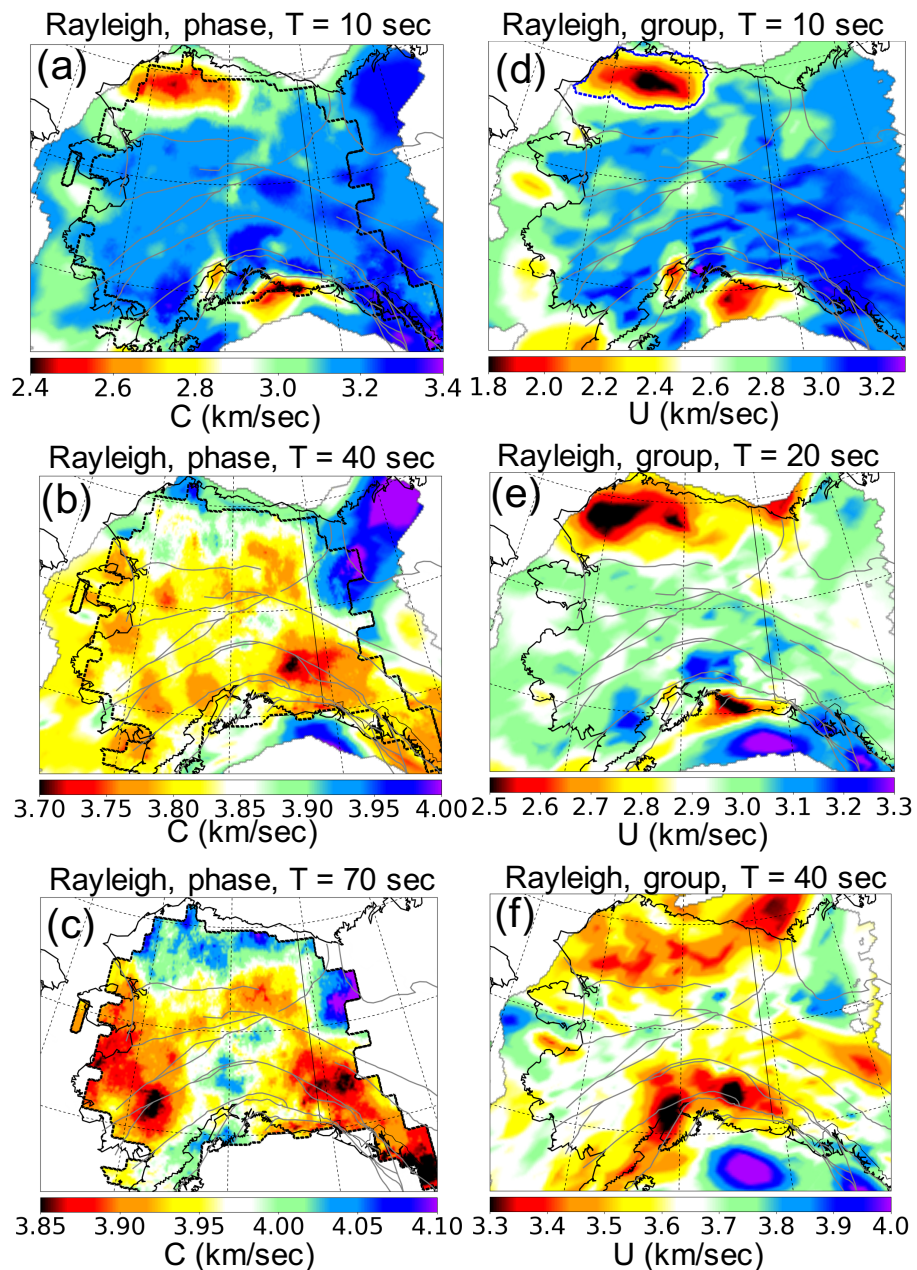 Rayleigh, phase, T = 10 sec
(a)
2.4 2.6 2.8 3.0 3.2 3.4
C (km/sec)
Rayleigh, group, T = 10 sec
(d)
1.8 2.0 2.2 2.4 2.6 2.8 3.0
U (km/sec)
Rayleigh, phase, T = 40 sec
(b)
3.70 3.75 3.80 3.85 3.90 3.95 4.00
C (km/sec)
Rayleigh, group, T = 20 sec
(e)
2.5 2.6 2.7 2.8 2.9 3.0 3.1 3.2 3.3
U (km/sec)
Rayleigh, phase, T = 70 sec
(c)
3.85 3.90 3.95 4.00 4.05 4.10
C (km/sec)
Rayleigh, group, T = 40 sec
(f)
3.3 3.4 3.5 3.6 3.7 3.8 3.9 4.0
U (km/sec)